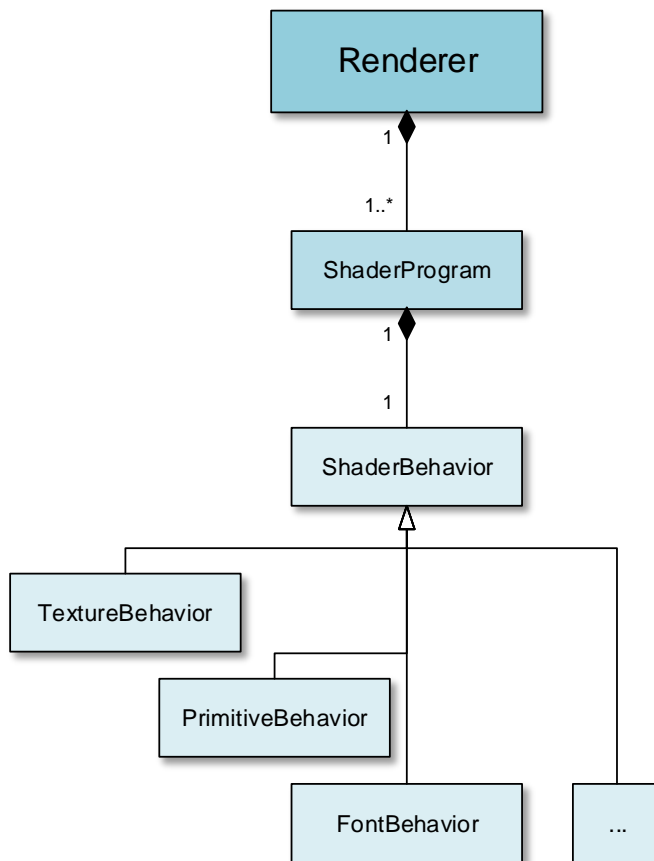 Renderer
1
1..*
ShaderProgram
1
1
ShaderBehavior
TextureBehavior
PrimitiveBehavior
FontBehavior
...